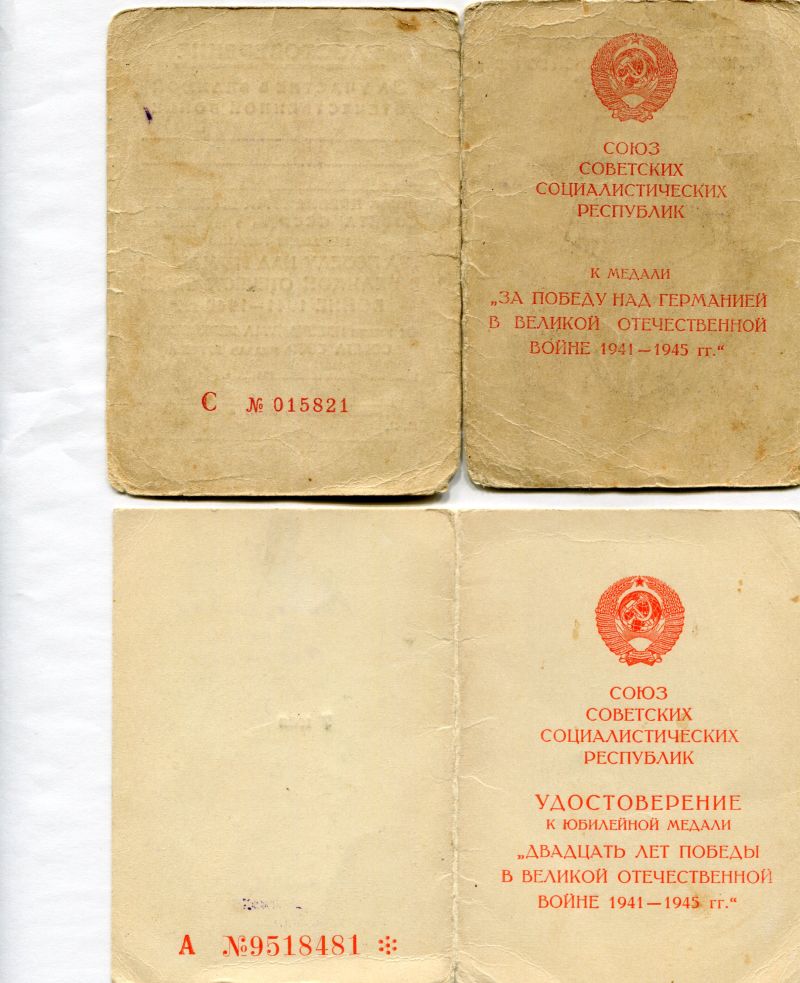 С № 015821
СОЮЗ
СОВЕТСКИХ
СОЦИАЛИСТИЧЕСКИХ
РЕСПУБЛИК
К МЕДАЛИ
„ЗА ПОБЕДУ НАД ГЕРМАНИЕЙ
В ВЕЛИКОЙ ОТЕЧЕСТВЕННОЙ
ВОЙНЕ 1941—1945 гг.“
А №9518481
СОЮЗ
СОВЕТСКИХ
СОЦИАЛИСТИЧЕСКИХ
РЕСПУБЛИК
УДОСТОВЕРЕНИЕ
К ЮБИЛЕЙНОЙ МЕДАЛИ
„ДВАДЦАТЬ ЛЕТ ПОБЕДЫ
В ВЕЛИКОЙ ОТЕЧЕСТВЕННОЙ
ВОЙНЕ 1941—1945 гг.“